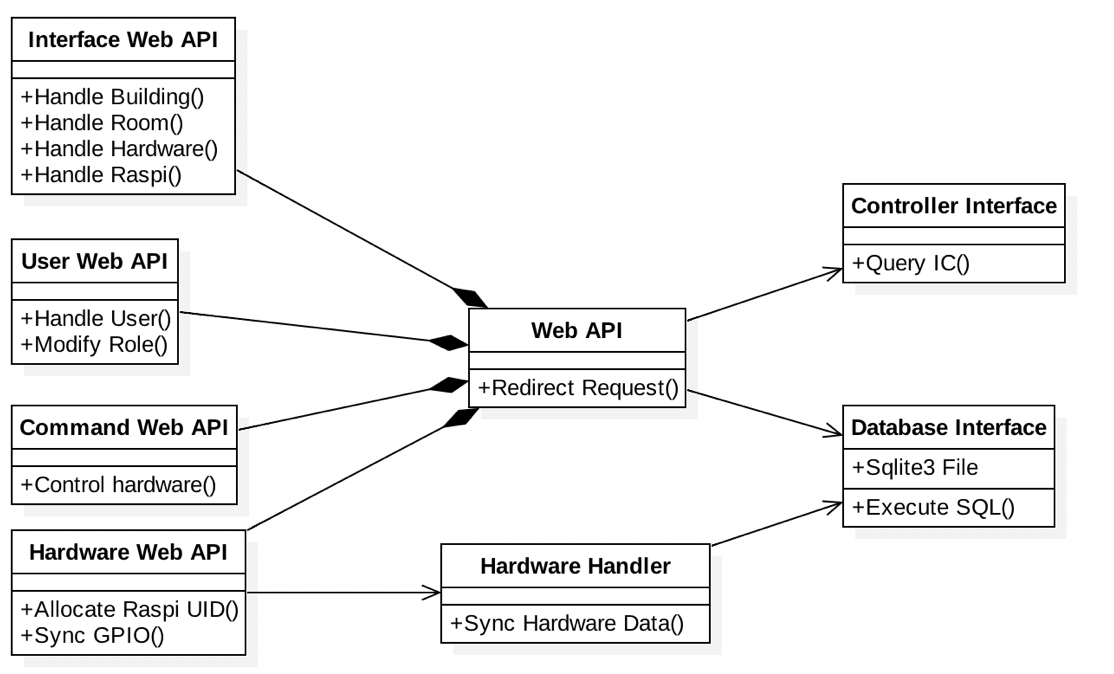 Interface Web API
+Handle Building()
+Handle Room()
+Handle Hardware()
+Handle Raspi()
User Web API
+Handle User()
+Modify Role()
Command Web API
+Control hardware()
Hardware Web API
+Allocate Raspi UID()
+Sync GPIO()
Web API
+Redirect Request()
Hardware Handler
+Sync Hardware Data()
Controller Interface
+Query IC()
Database Interface
+Sqlite3 File
+Execute SQL()